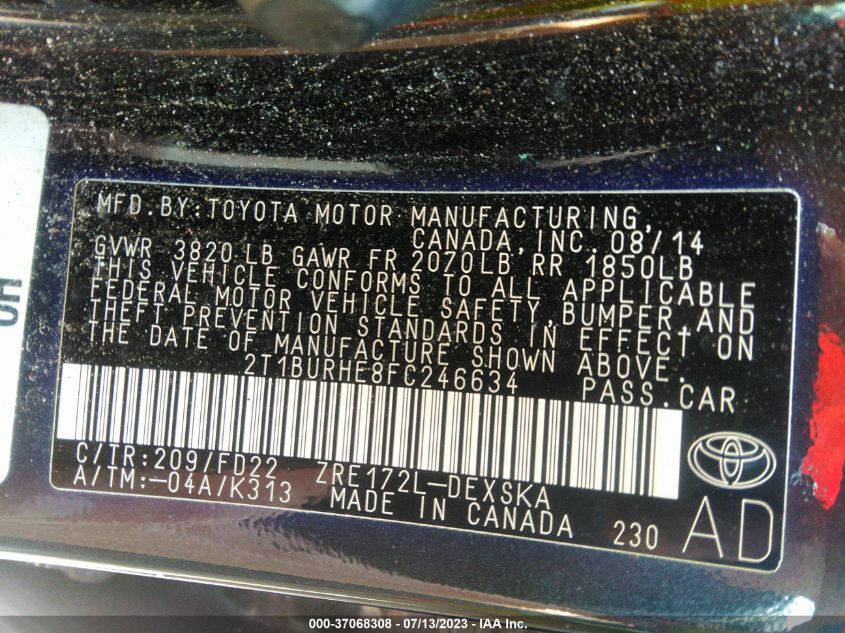 MFD.BY:TOYOTA MOTOR MANUFACTURING,
CANADA,INC. 08/14
GVWR 3820 LB GAWR FR 2070LB RR 1850LB
THIS VEHICLE CONFORMS TO ALL APPLICABLE
FEDERAL MOTOR VEHICLE SAFETY,BUMPER,AND
THEFT PREVENTION STANDARDS IN EFFECT ON
THE DATE OF MANUFACTURE SHOWN ABOVE.
2T1BURHE8FC246634 PASS.CAR
C/TR:209/FD22 ZRE172L-DEXSKA
A/TM:-04A/K313 MADE IN CANADA 230 AD
000-37068308 - 07/13/2023 - IAA Inc.